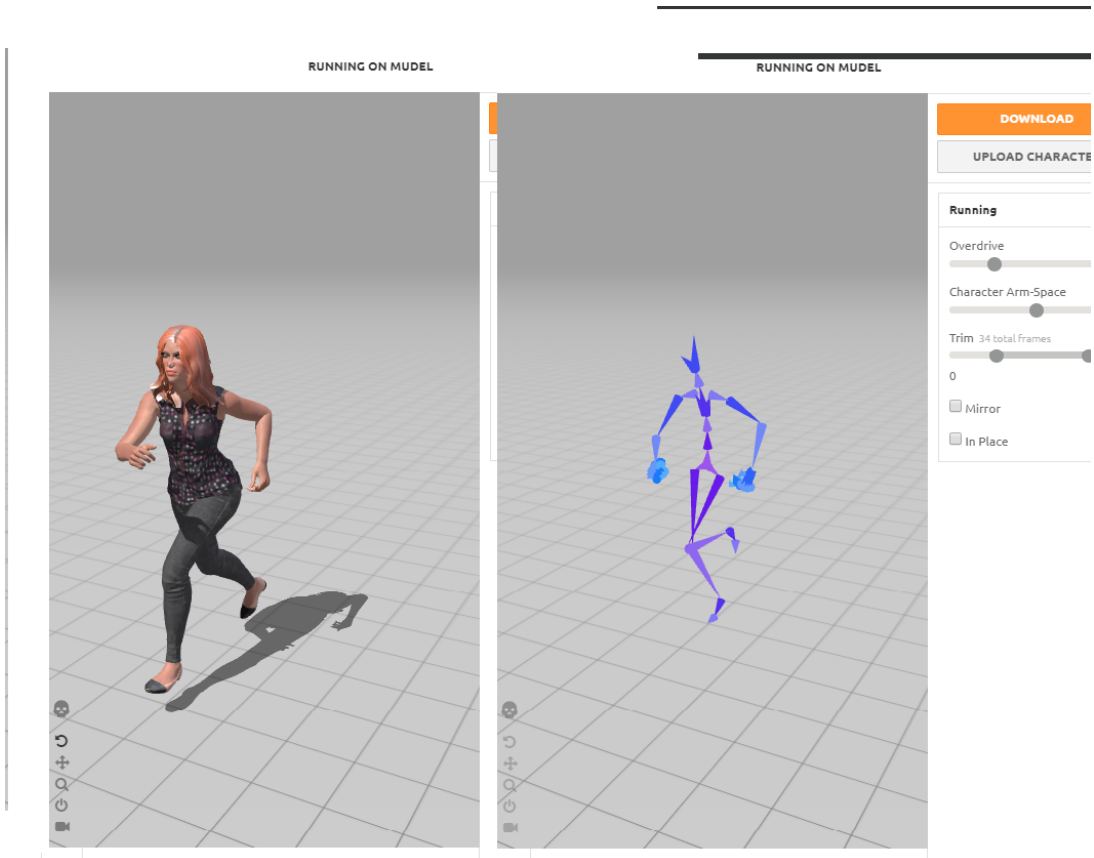 RUNNING ON MUDEL
RUNNING ON MUDEL
DOWNLOAD
UPLOAD CHARACTE
Running
Overdrive
Character Arm-Space
Trim 34 total frames
0
Mirror
In Place